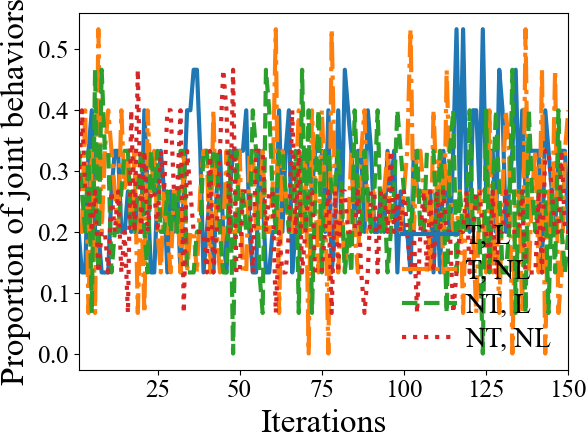 Proportion of joint behaviors
0.5
0.4
0.3
0.2
0.1
0.0
T, L
T, NL
NT, L
NT, NL
25 50 75 100 125 150
Iterations